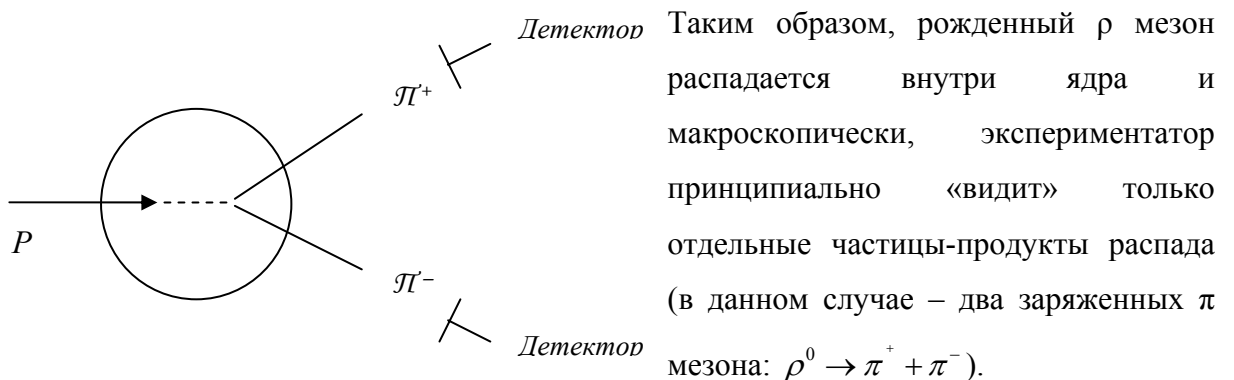 Детектор
π⁺
P
π⁻
Детектор
Таким образом, рожденный ρ мезон
распадается внутри ядра и
макроскопически, экспериментатор
принципиально «видит» только
отдельные частицы-продукты распада
(в данном случае – два заряженных π
мезона: ρ⁰ → π⁺ + π⁻).